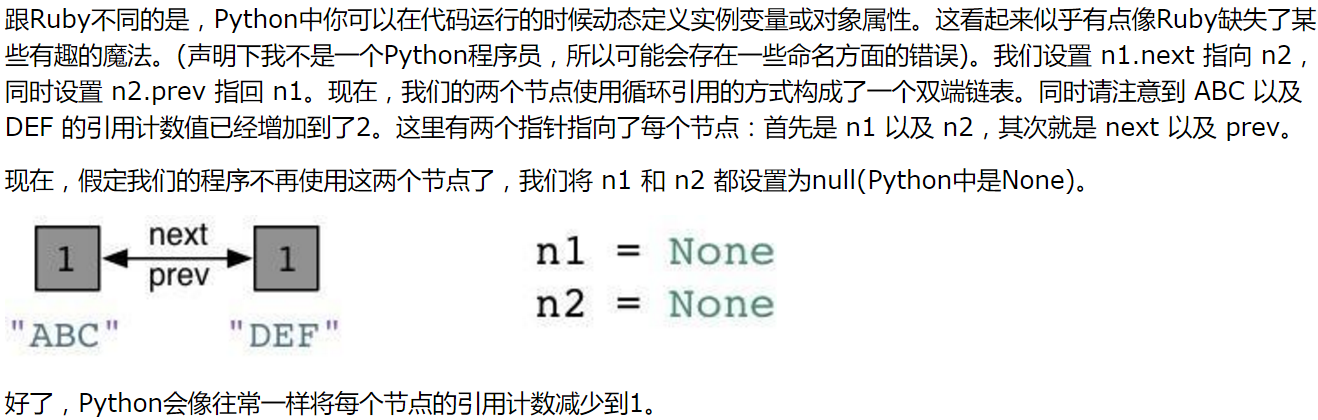 跟Ruby不同的是，Python中你可以在代码运行的时候动态定义实例变量或对象属性。这看起来似乎有点像Ruby缺失了某
些有趣的魔法。(声明下我不是一个Python程序员，所以可能会存在一些命名方面的错误)。我们设置 n1.next 指向 n2，
同时设置 n2.prev 指回 n1。现在，我们的两个节点使用循环引用的方式构成了一个双端链表。同时请注意到 ABC 以及
DEF 的引用计数值已经增加到了2。这里有两个指针指向了每个节点：首先是 n1 以及 n2，其次就是 next 以及 prev。
现在，假定我们的程序不再使用这两个节点了，我们将 n1 和 n2 都设置为null(Python中是None)。
1 next 1
prev
"ABC" "DEF"
n1 = None
n2 = None
好了，Python会像往常一样将每个节点的引用计数减少到1。